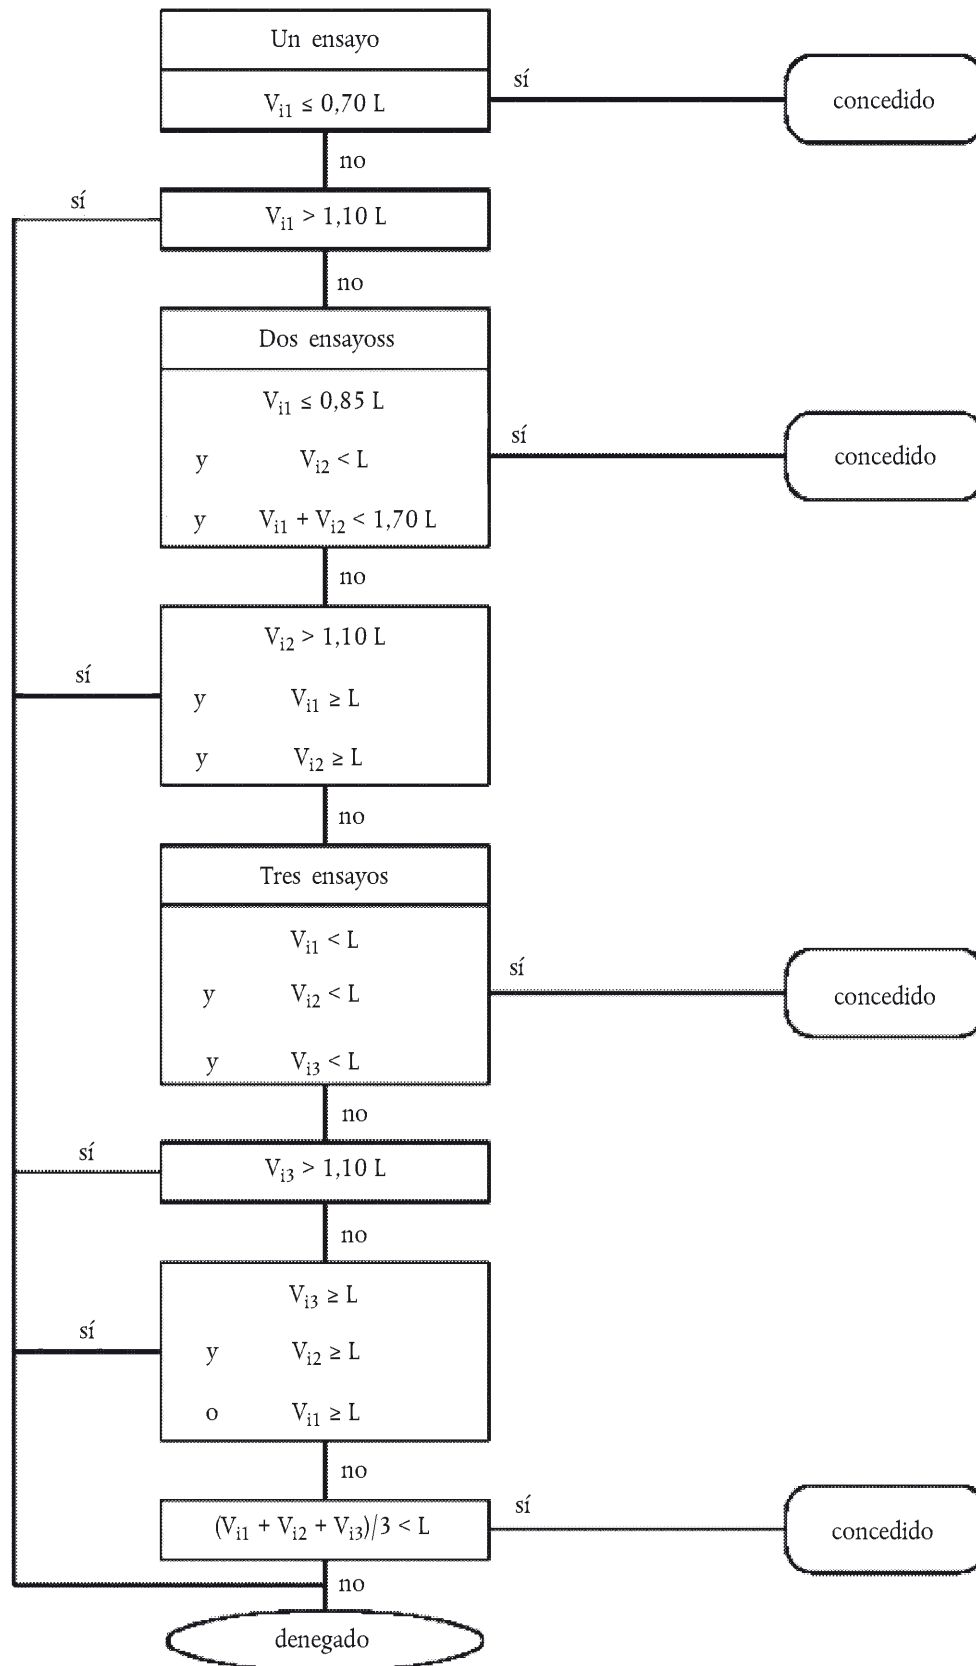 Un ensayo
V_i1 ≤ 0,70 L
sí
concedido
no
sí
V_i1 > 1,10 L
no
Dos ensayoss
V_i1 ≤ 0,85 L
y V_i2 < L
y V_i1 + V_i2 < 1,70 L
sí
concedido
no
V_i2 > 1,10 L
y V_i1 ≥ L
y V_i2 ≥ L
sí
no
Tres ensayos
V_i1 < L
y V_i2 < L
y V_i3 < L
sí
concedido
no
sí
V_i3 > 1,10 L
no
V_i3 ≥ L
y V_i2 ≥ L
o V_i1 ≥ L
sí
no
(V_i1 + V_i2 + V_i3)/3 < L
sí
concedido
no
denegado